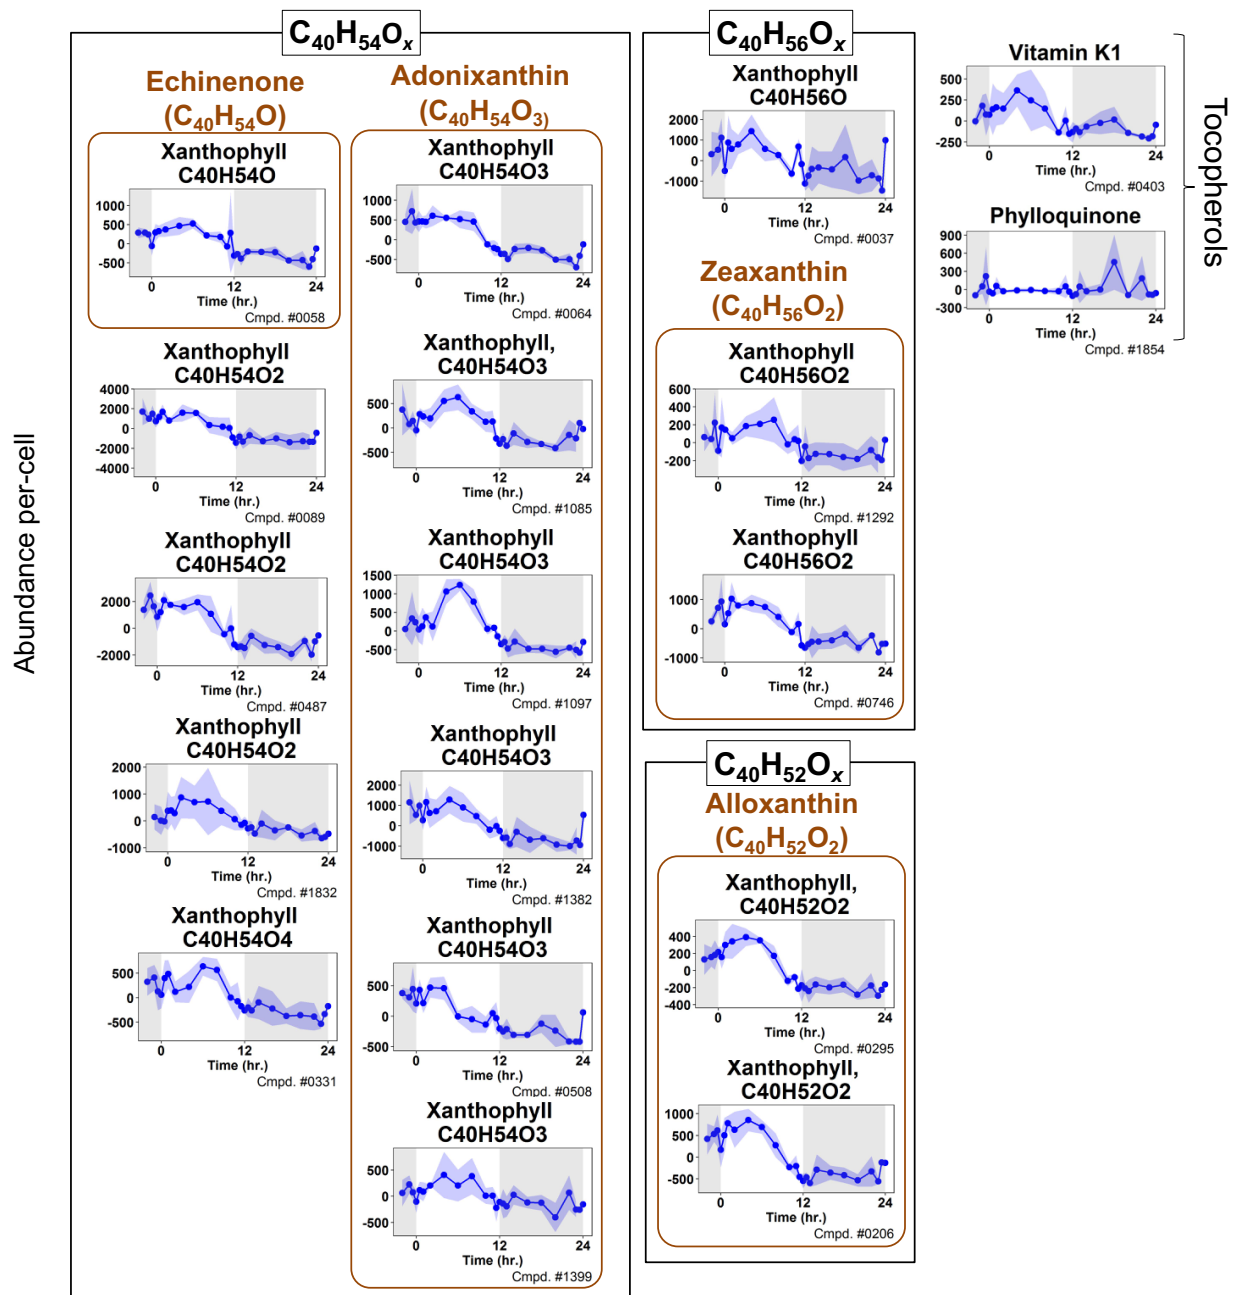 Abundance per-cell
C40H54Ox
Echinenone
(C40H54O)
Xanthophyll
C40H54O
1000
500
0
-500
0 12 24
Time (hr.)
Cmpd. #0058
Xanthophyll
C40H54O2
4000
2000
0
-2000
-4000
0 12 24
Time (hr.)
Cmpd. #0089
Xanthophyll
C40H54O2
2000
0
-2000
0 12 24
Time (hr.)
Cmpd. #0487
Xanthophyll
C40H54O2
2000
1000
0
-1000
0 12 24
Time (hr.)
Cmpd. #1832
Xanthophyll
C40H54O4
500
0
-500
0 12 24
Time (hr.)
Cmpd. #0331
Adonixanthin
(C40H54O3)
Xanthophyll
C40H54O3
1000
500
0
-500
0 12 24
Time (hr.)
Cmpd. #0064
Xanthophyll,
C40H54O3
500
0
-500
0 12 24
Time (hr.)
Cmpd. #1085
Xanthophyll
C40H54O3
1500
1000
500
0
-500
0 12 24
Time (hr.)
Cmpd. #1097
Xanthophyll
C40H54O3
2000
1000
0
-1000
0 12 24
Time (hr.)
Cmpd. #1382
Xanthophyll
C40H54O3
500
0
-500
0 12 24
Time (hr.)
Cmpd. #0508
Xanthophyll
C40H54O3
500
0
-500
0 12 24
Time (hr.)
Cmpd. #1399
C40H56Ox
Xanthophyll
C40H56O
2000
1000
0
-1000
0 12 24
Time (hr.)
Cmpd. #0037
Zeaxanthin
(C40H56O2)
Xanthophyll
C40H56O2
600
400
200
0
-200
0 12 24
Time (hr.)
Cmpd. #1292
Xanthophyll
C40H56O2
1000
0
-1000
0 12 24
Time (hr.)
Cmpd. #0746
C40H52Ox
Alloxanthin
(C40H52O2)
Xanthophyll,
C40H52O2
400
200
0
-200
-400
0 12 24
Time (hr.)
Cmpd. #0295
Xanthophyll,
C40H52O2
1000
500
0
-500
0 12 24
Time (hr.)
Cmpd. #0206
Vitamin K1
500
250
0
-250
0 12 24
Time (hr.)
Cmpd. #0403
Phylloquinone
900
600
300
0
-300
0 12 24
Time (hr.)
Cmpd. #1854
Tocopherols